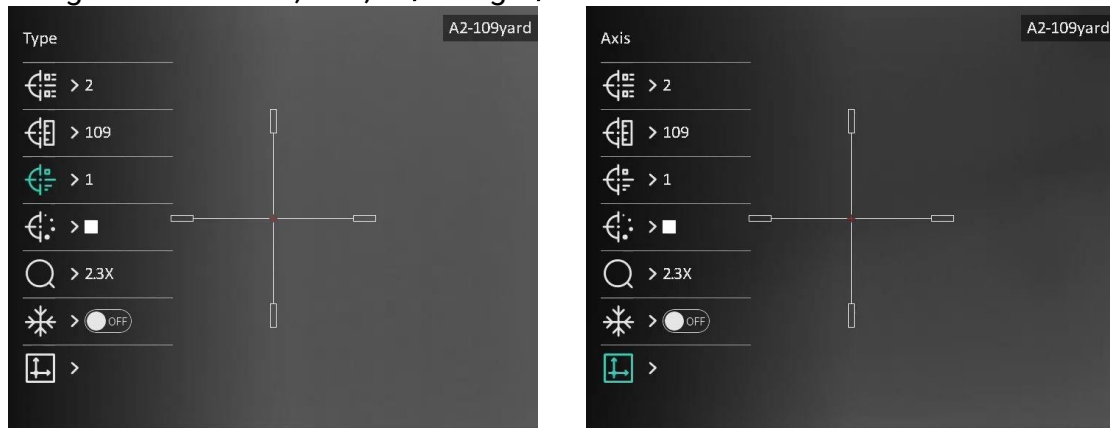 Type
A2-109yard
> 2
> 109
> 1
>
> 2.3X
> OFF
>
Axis
A2-109yard
> 2
> 109
> 1
>
> 2.3X
> OFF
>